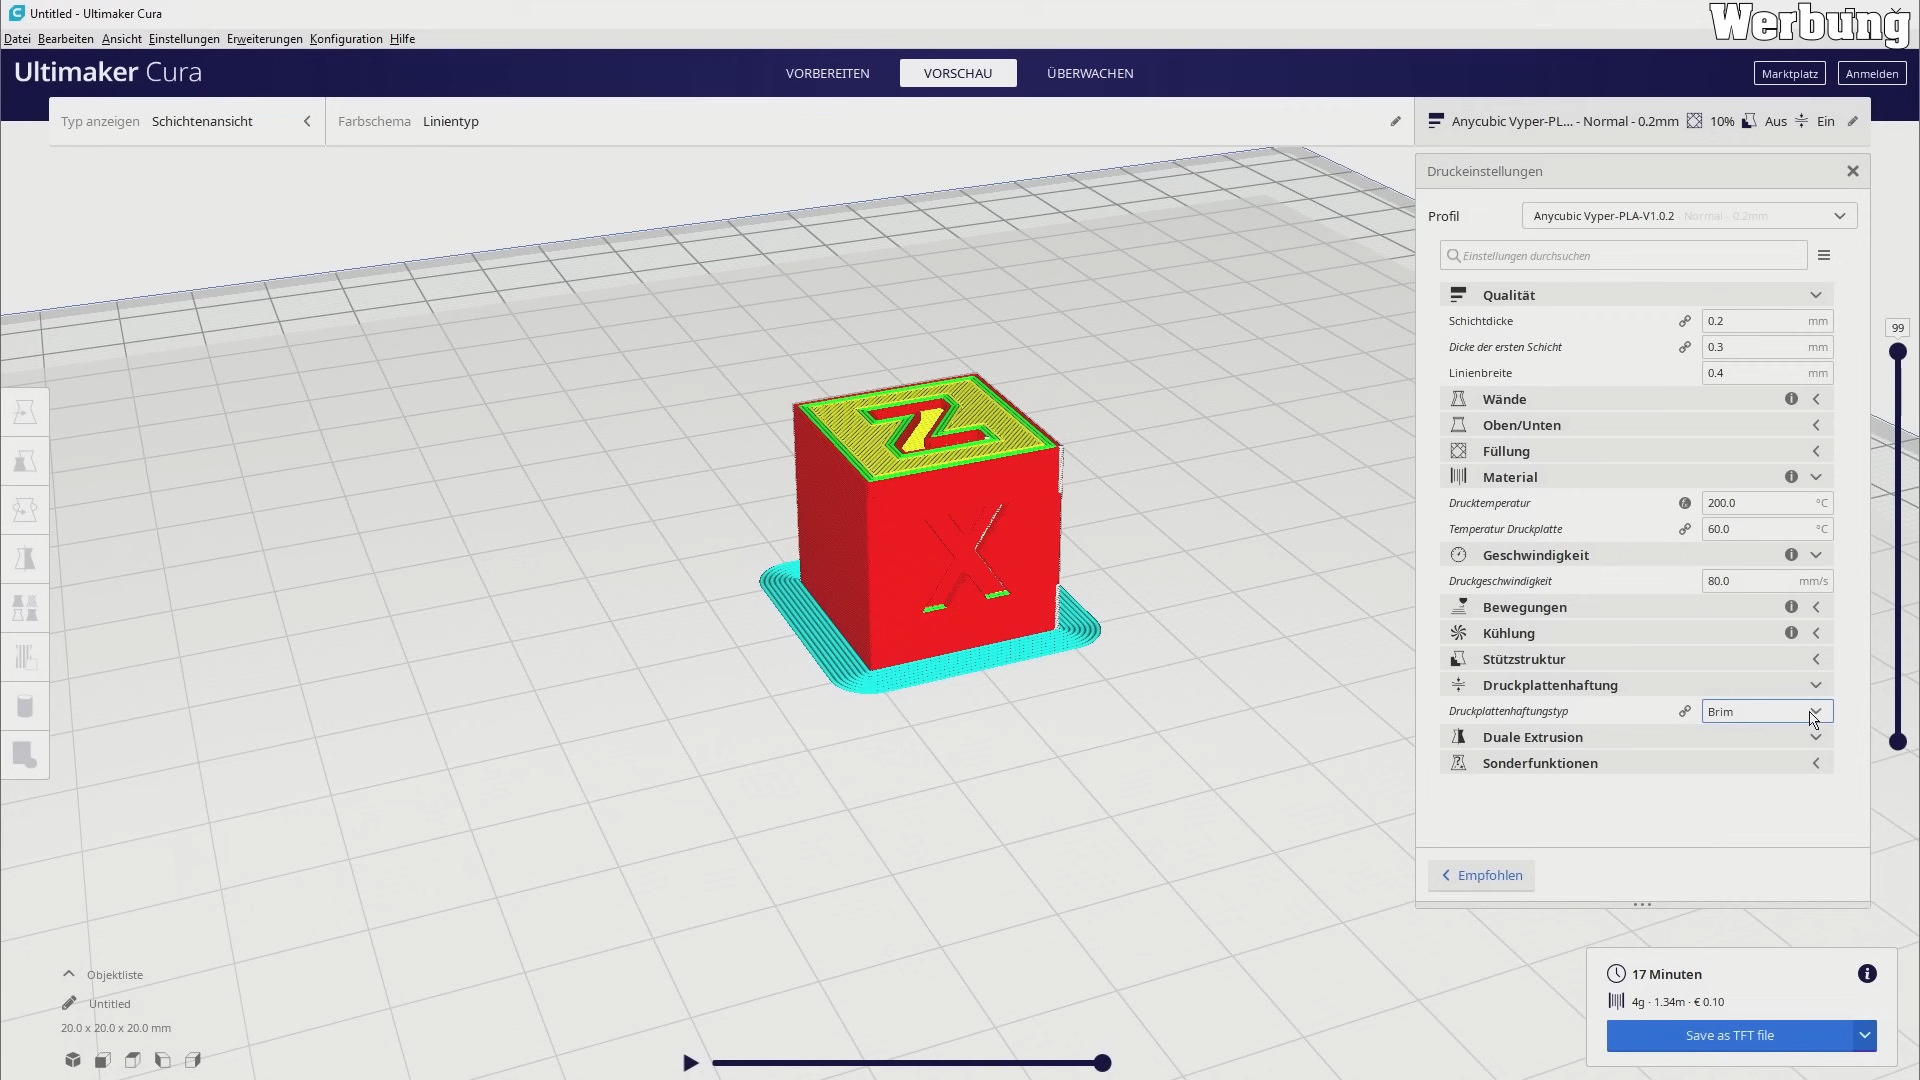 Untitled - Ultimaker Cura
Werbung
Datei Bearbeiten Ansicht Einstellungen Erweiterungen Konfiguration Hilfe
Ultimaker Cura
VORBEREITEN VORSCHAU ÜBERWACHEN
Marktplatz Anmelden
Typ anzeigen Schichtenansicht
Farbschema Linientyp
Anycubic Vyper-PL... - Normal - 0.2mm 10% Aus Ein
Druckeinstellungen
Profil Anycubic Vyper-PLA-V1.0.2 - Normal - 0.2mm
Einstellungen durchsuchen
Qualität
Schichtdicke 0.2 mm
Dicke der ersten Schicht 0.3 mm
Linienbreite 0.4 mm
Wände
Oben/Unten
Füllung
Material
Drucktemperatur 200.0 °C
Temperatur Druckplatte 60.0 °C
Geschwindigkeit
Druckgeschwindigkeit 80.0 mm/s
Bewegungen
Kühlung
Stützstruktur
Druckplattenhaftung
Druckplattenhaftungstyp Brim
Duale Extrusion
Sonderfunktionen
Empfohlen
99
Z
X
Objektliste
Untitled
20.0 x 20.0 x 20.0 mm
17 Minuten
4g · 1.34m · € 0.10
Save as TFT file